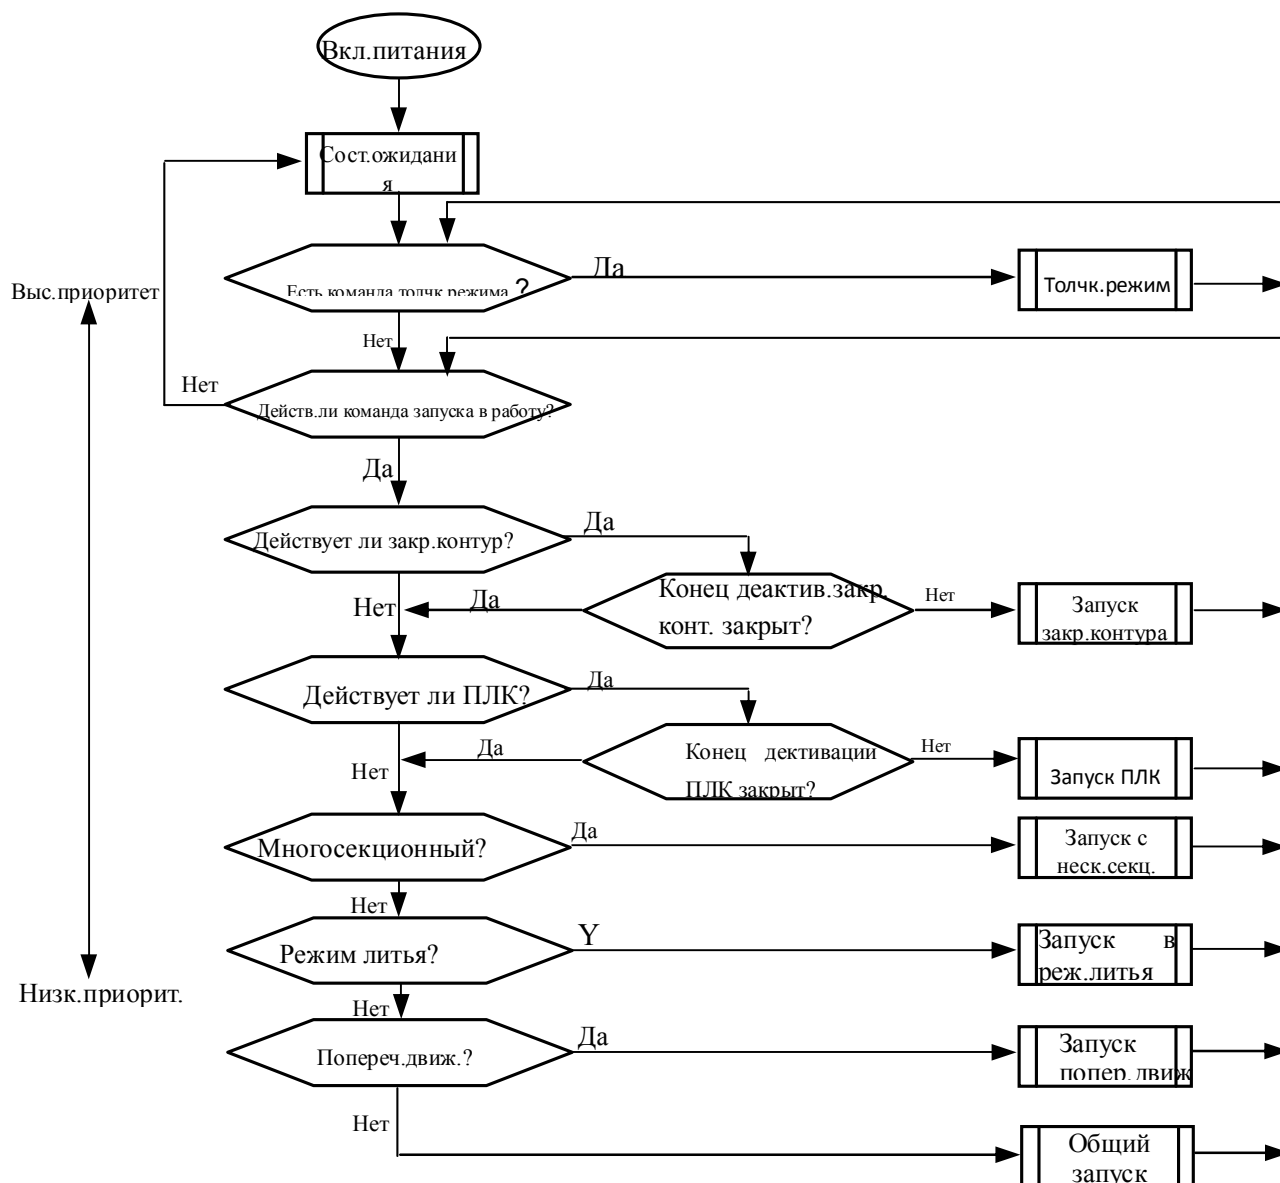 Вкл.питания
Сост.ожидани
я
Есть команда толчк.режима ?
Да
Толчк.режим
Выс.приоритет
Нет
Нет
Действ.ли команда запуска в работу?
Да
Действует ли закр.контур?
Да
Конец деактив.закр.
конт. закрыт?
Да
Нет
Нет
Запуск
закр.контура
Действует ли ПЛК?
Да
Конец дективации
ПЛК закрыт?
Да
Нет
Нет
Запуск ПЛК
Многосекционный?
Да
Запуск с
неск.секц.
Нет
Режим литья?
Y
Запуск в
реж.литья
Низк.приорит.
Нет
Попереч.движ.?
Да
Запуск
попер.движ
Нет
Общий
запуск